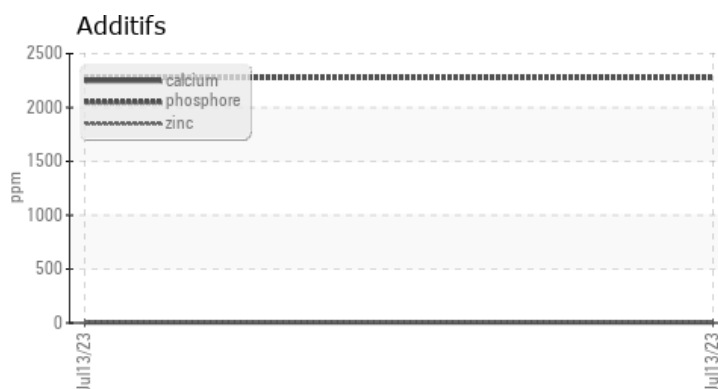 Additifs
2500
2000
1500
1000
500
0
ppm
calcium
phosphore
zinc
Jul13/23
Jul13/23